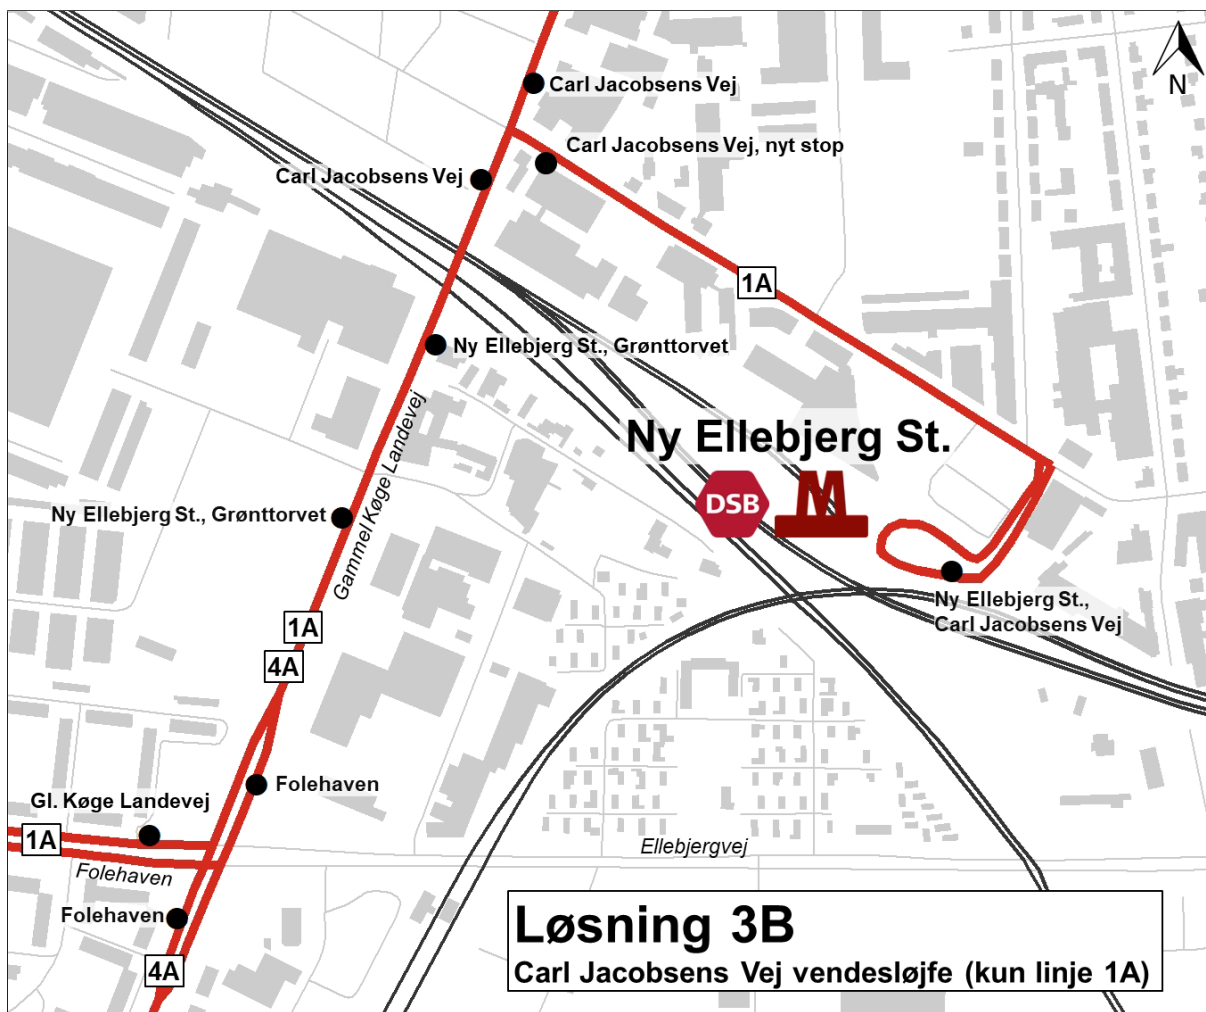 Carl Jacobsens Vej
N
Carl Jacobsens Vej, nyt stop
Carl Jacobsens Vej
1A
Ny Ellebjerg St., Grønttorvet
Gammel Køge Landevej
Ny Ellebjerg St.
DSB
M
Ny Ellebjerg St., Grønttorvet
Ny Ellebjerg St.,
Carl Jacobsens Vej
1A
4A
Folehaven
Gl. Køge Landevej
1A
Ellebjergvej
Folehaven
Folehaven
4A
Løsning 3B
Carl Jacobsens Vej vendesløjfe (kun linje 1A)